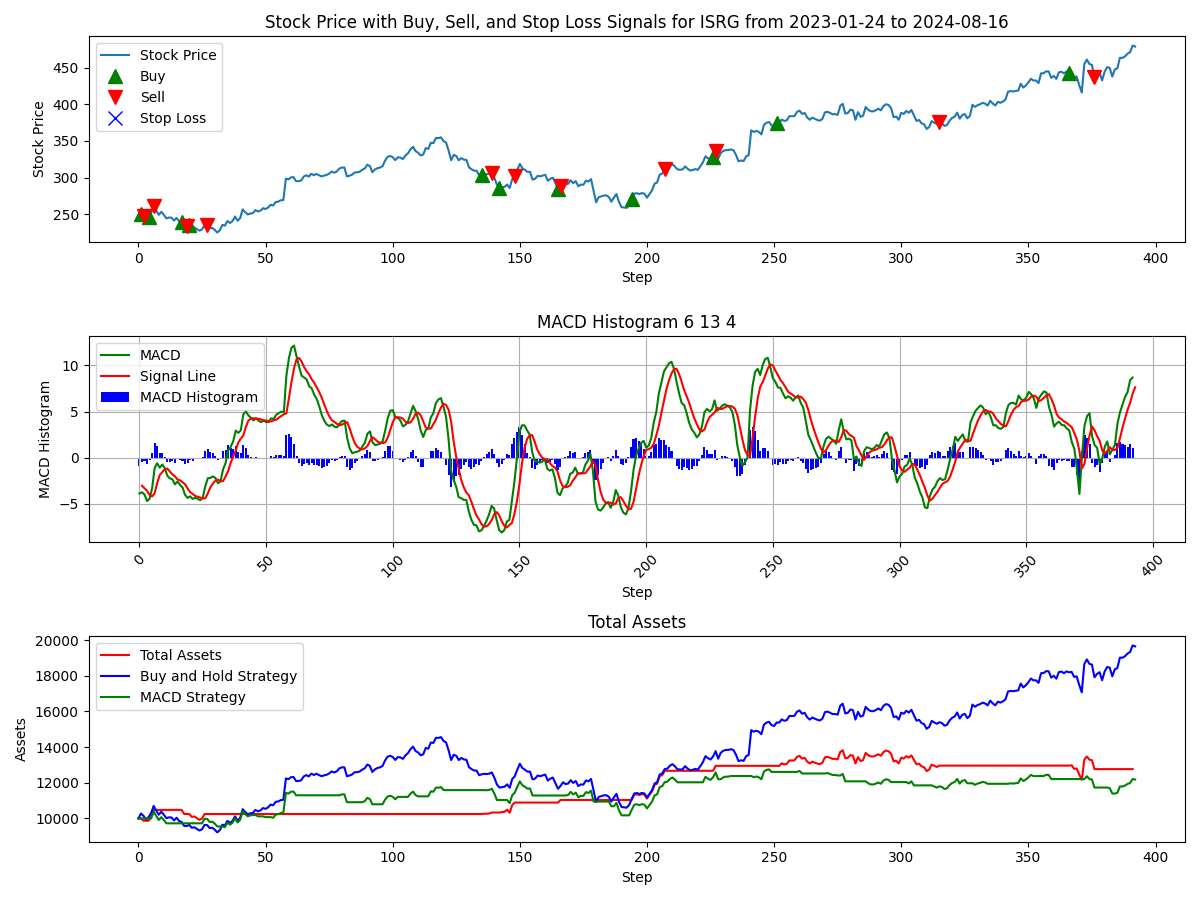 Stock Price with Buy, Sell, and Stop Loss Signals for ISRG from 2023-01-24 to 2024-08-16
Stock Price
Buy
Sell
Stop Loss
Stock Price
450
400
350
300
250
0 50 100 150 200 250 300 350 400
Step
MACD Histogram 6 13 4
MACD
Signal Line
MACD Histogram
MACD Histogram
10
5
0
−5
0 50 100 150 200 250 300 350 400
Step
Total Assets
Total Assets
Buy and Hold Strategy
MACD Strategy
Assets
20000
18000
16000
14000
12000
10000
0 50 100 150 200 250 300 350 400
Step